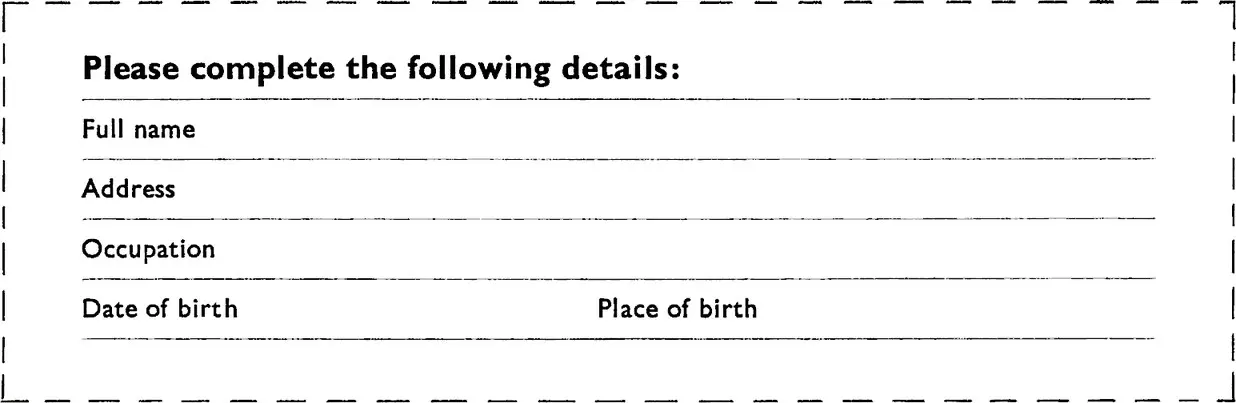 Please complete the following details:
Full name
Address
Occupation
Date of birth Place of birth